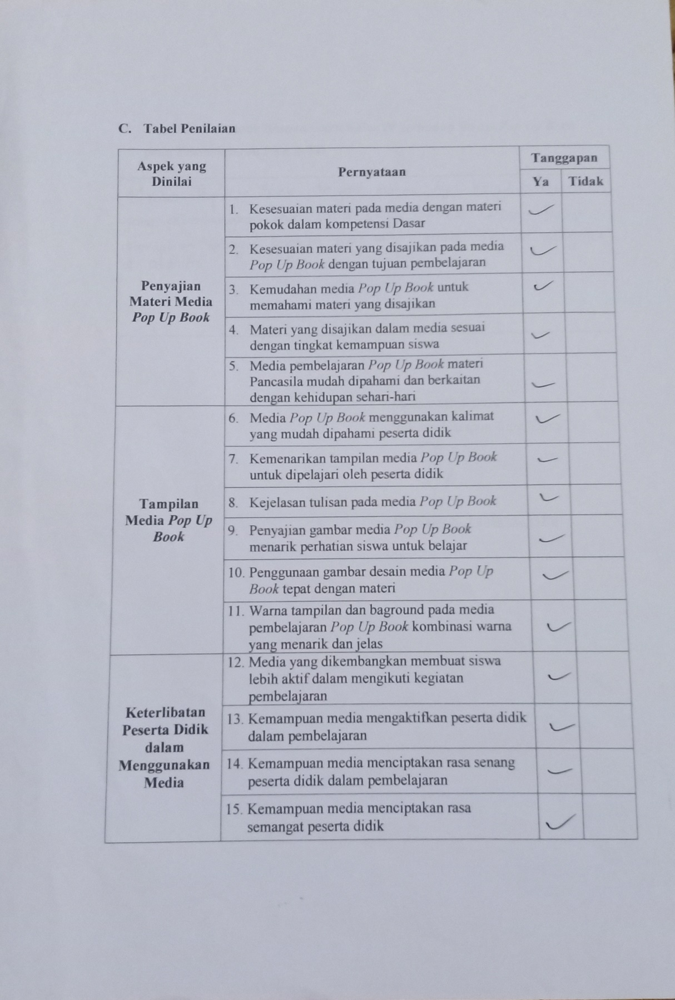 C. Tabel Penilaian
Aspek yang
Dinilai
Pernyataan
Tanggapan
Ya
Tidak
Penyajian
Materi Media
Pop Up Book
1. Kesesuaian materi pada media dengan materi
pokok dalam kompetensi Dasar
2. Kesesuaian materi yang disajikan pada media
Pop Up Book dengan tujuan pembelajaran
3. Kemudahan media Pop Up Book untuk
memahami materi yang disajikan
4. Materi yang disajikan dalam media sesuai
dengan tingkat kemampuan siswa
5. Media pembelajaran Pop Up Book materi
Pancasila mudah dipahami dan berkaitan
dengan kehidupan sehari-hari
Tampilan
Media Pop Up
Book
6. Media Pop Up Book menggunakan kalimat
yang mudah dipahami peserta didik
7. Kemenarikan tampilan media Pop Up Book
untuk dipelajari oleh peserta didik
8. Kejelasan tulisan pada media Pop Up Book
9. Penyajian gambar media Pop Up Book
menarik perhatian siswa untuk belajar
10. Penggunaan gambar desain media Pop Up
Book tepat dengan materi
11. Warna tampilan dan baground pada media
pembelajaran Pop Up Book kombinasi warna
yang menarik dan jelas
Keterlibatan
Peserta Didik
dalam
Menggunakan
Media
12. Media yang dikembangkan membuat siswa
lebih aktif dalam mengikuti kegiatan
pembelajaran
13. Kemampuan media mengaktifkan peserta didik
dalam pembelajaran
14. Kemampuan media menciptakan rasa senang
peserta didik dalam pembelajaran
15. Kemampuan media menciptakan rasa
semangat peserta didik